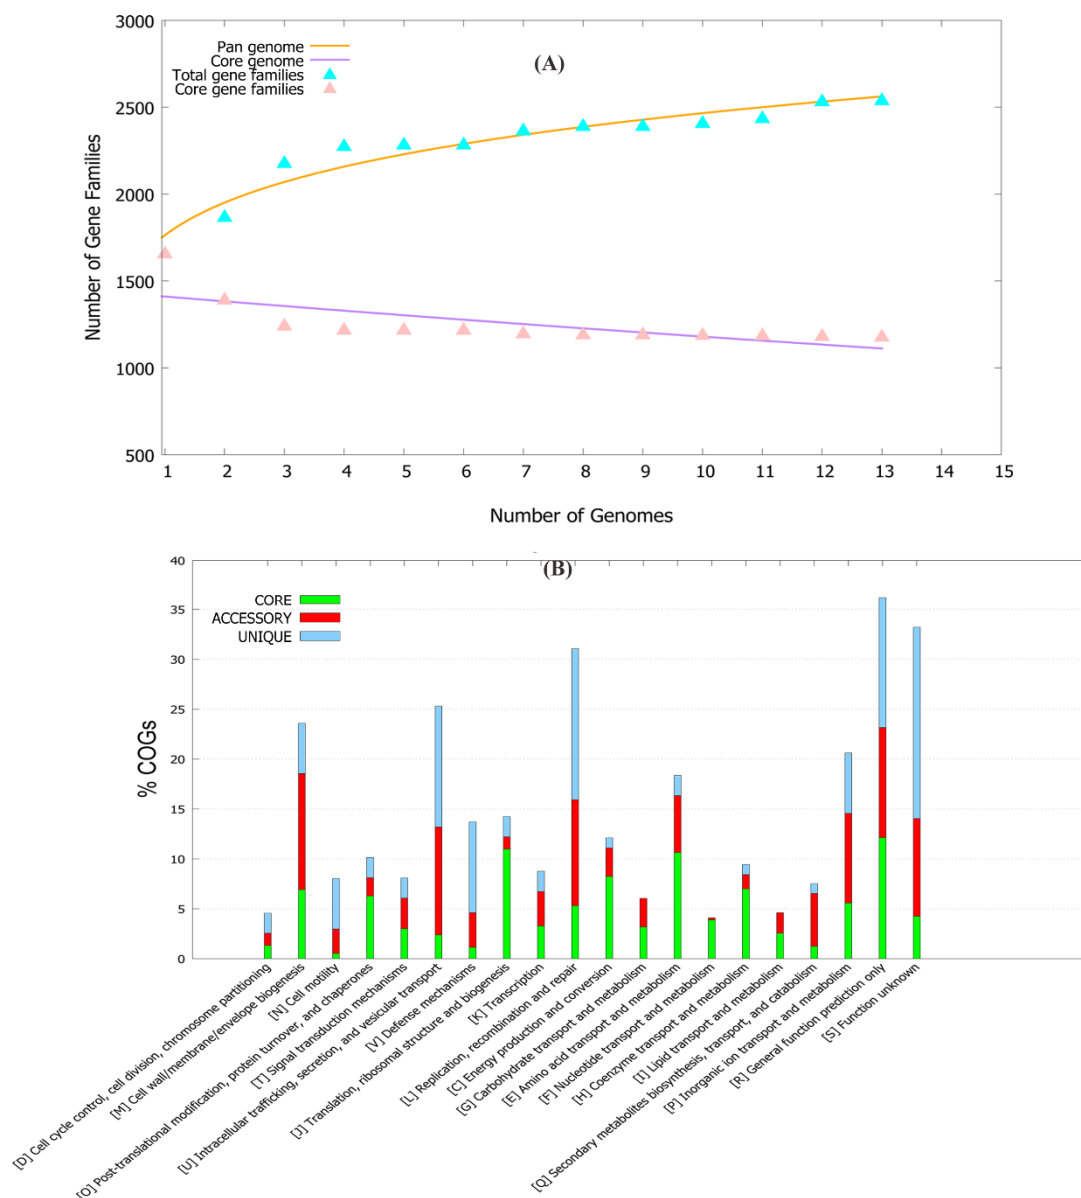 (A)
Pan genome
Core genome
Total gene families
Core gene families
3000
2500
2000
1500
1000
500
Number of Gene Families
1 2 3 4 5 6 7 8 9 10 11 12 13 15
Number of Genomes
(B)
CORE
ACCESSORY
UNIQUE
40
35
30
25
20
15
10
5
0
% COGs
[D] Cell cycle control, cell division, chromosome partitioning
[M] Cell wall/membrane/envelope biogenesis
[N] Cell motility
[O] Post-translational modification, protein turnover, and chaperones
[T] Signal transduction mechanisms
[U] Intracellular trafficking, secretion, and vesicular transport
[V] Defense mechanisms
[J] Translation, ribosomal structure and biogenesis
[K] Transcription
[L] Replication, recombination and repair
[C] Energy production and conversion
[G] Carbohydrate transport and metabolism
[E] Amino acid transport and metabolism
[F] Nucleotide transport and metabolism
[H] Coenzyme transport and metabolism
[I] Lipid transport and metabolism
[Q] Secondary metabolites biosynthesis, transport, and catabolism
[P] Inorganic ion transport and metabolism
[R] General function prediction only
[S] Function unknown